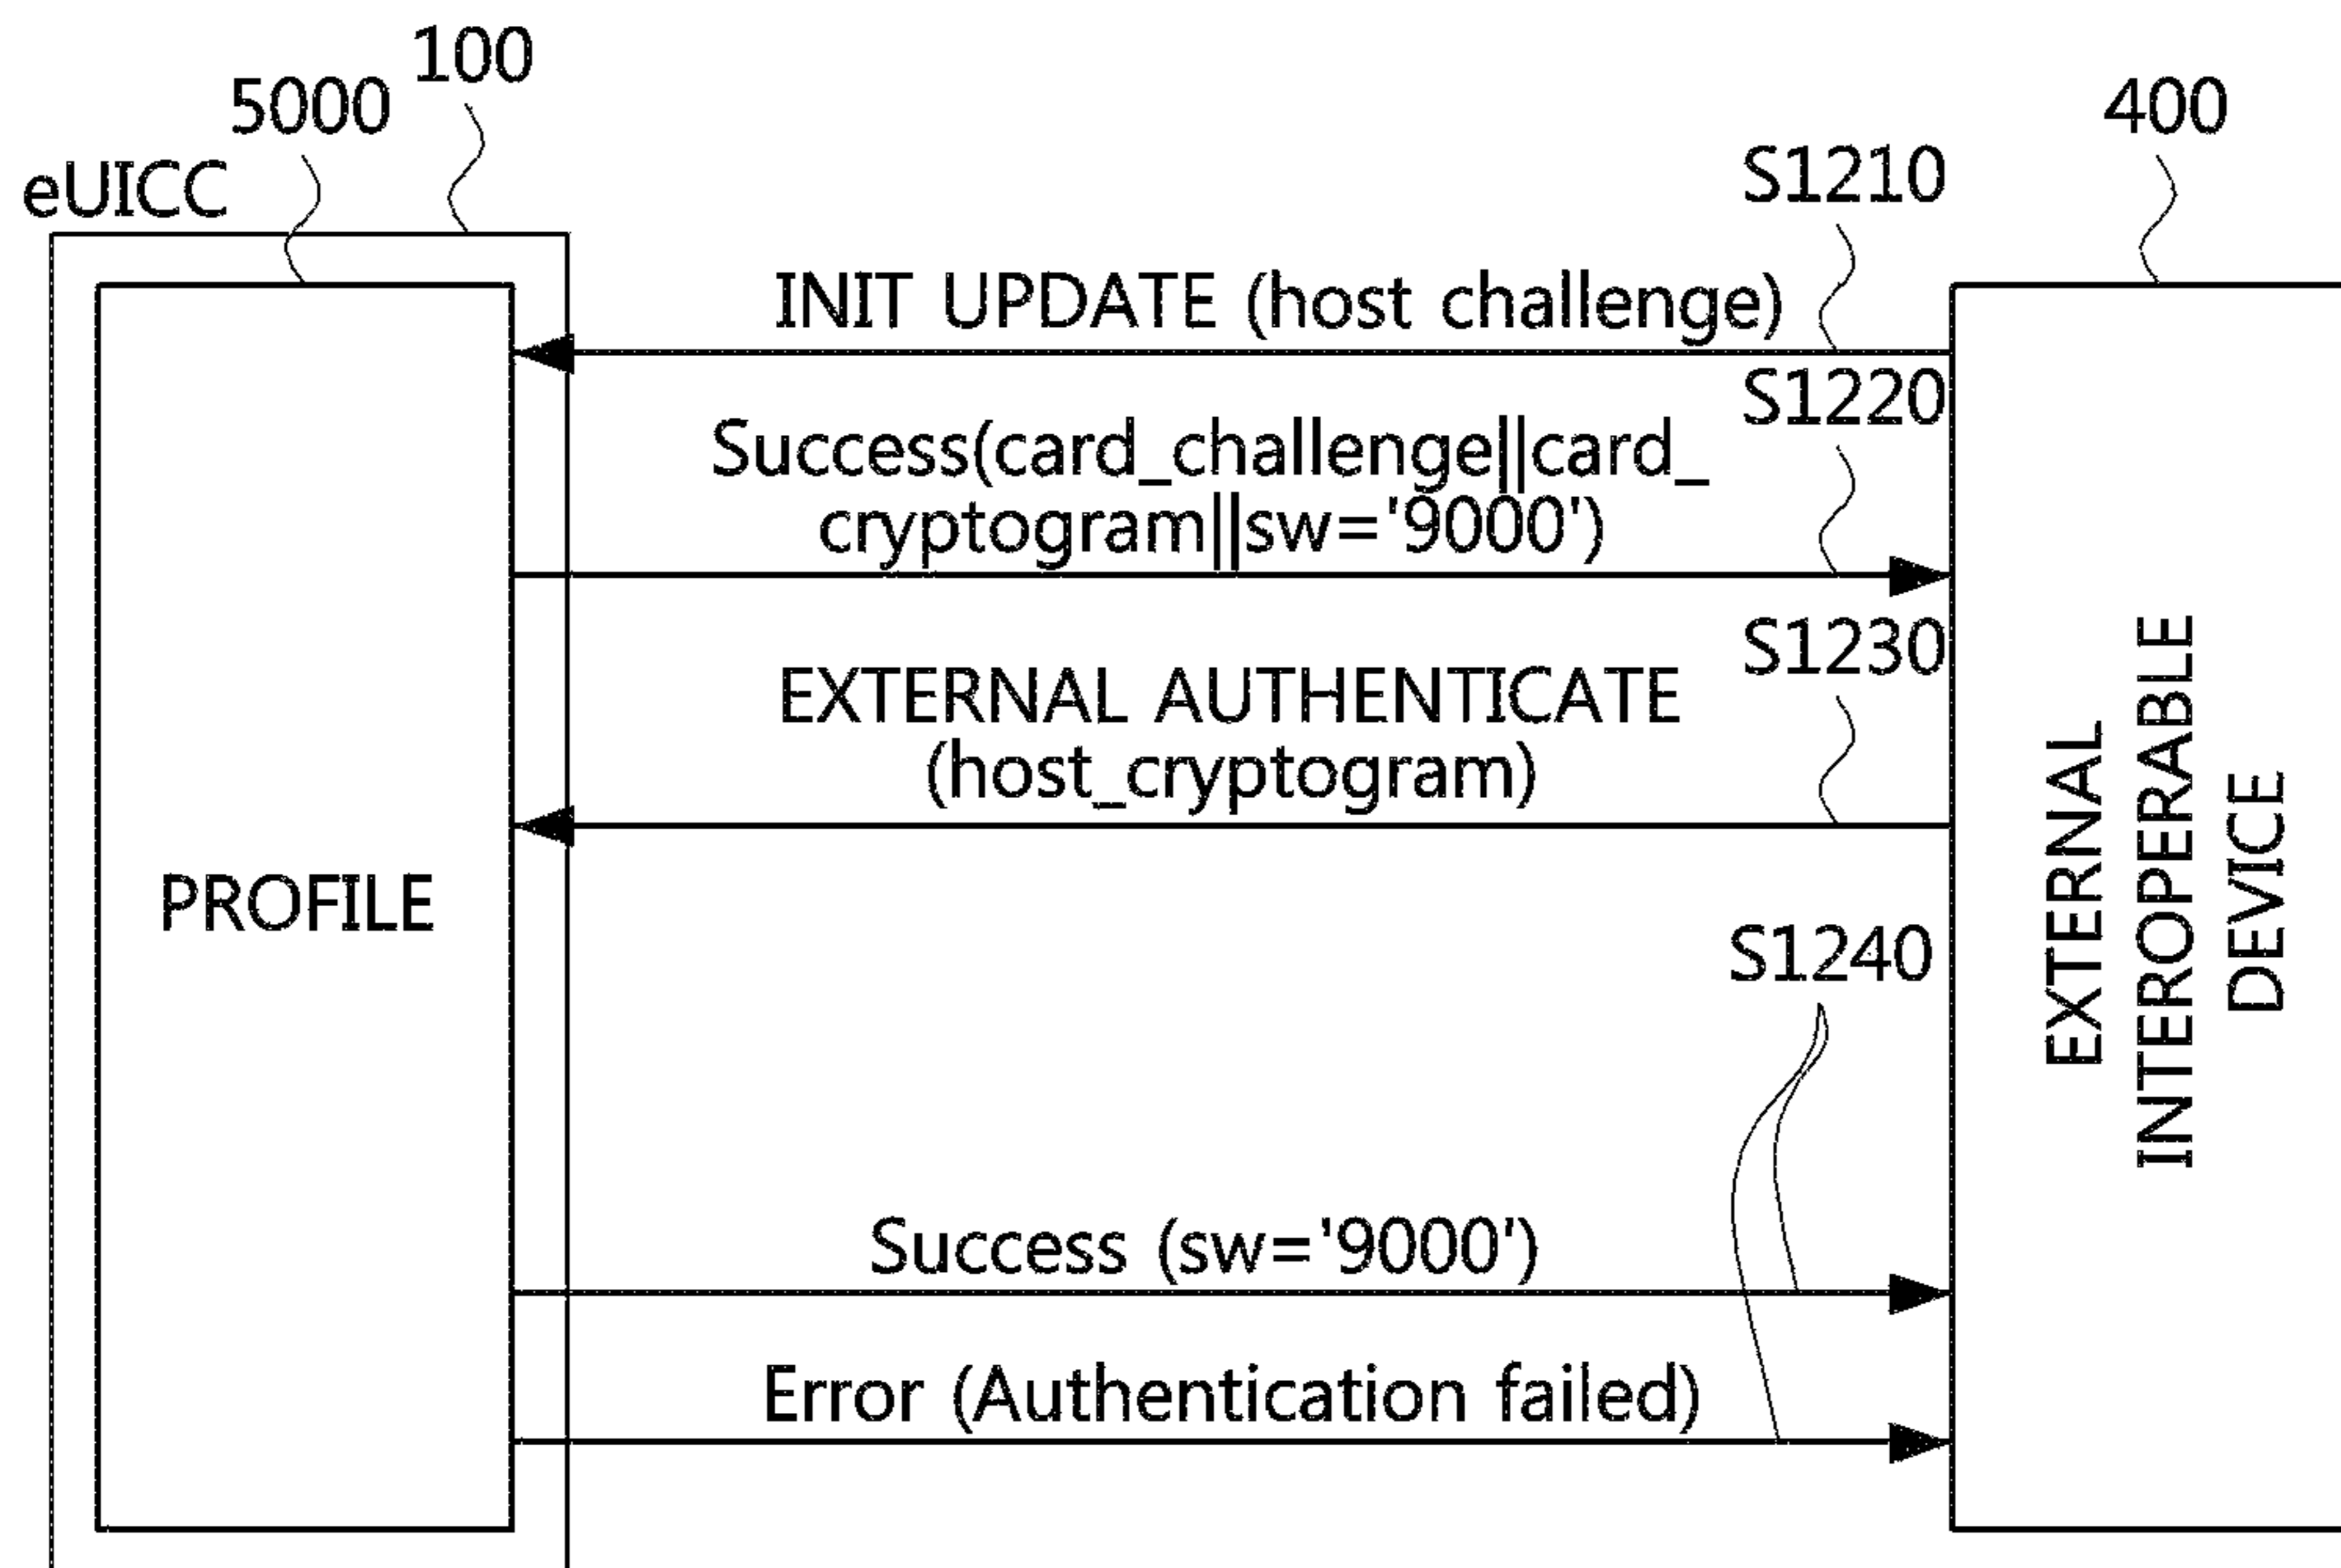 100
5000
400
eUICC
S1210
INIT UPDATE (host challenge)
S1220
Success(card_challenge||card_
cryptogram||sw='9000')
S1230
EXTERNAL AUTHENTICATE
(host_cryptogram)
PROFILE
S1240
EXTERNAL
INTEROPERABLE
DEVICE
Success (sw='9000')
Error (Authentication failed)